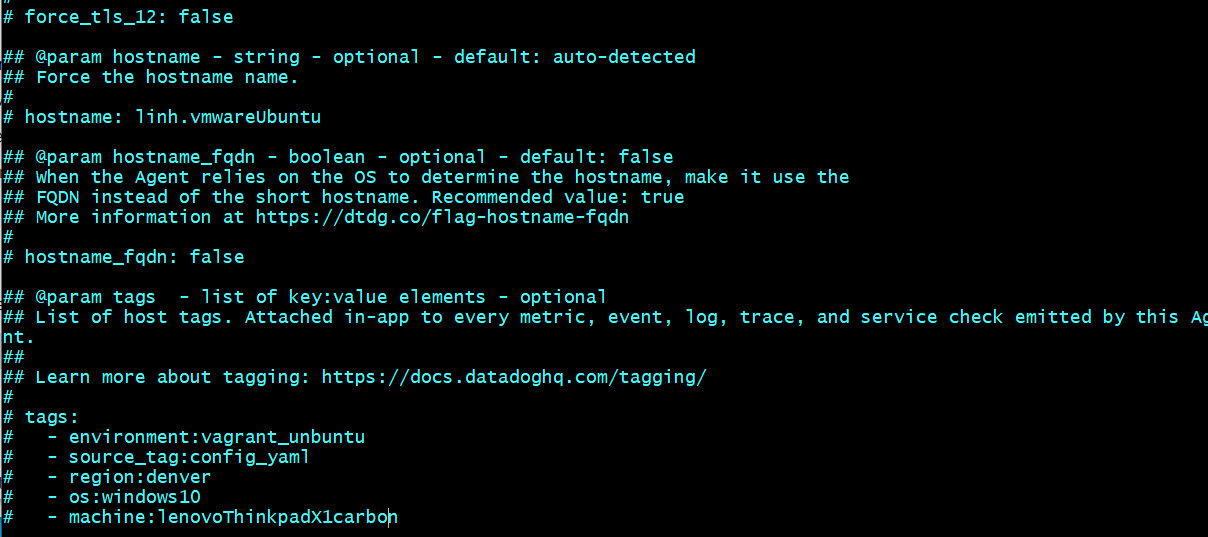 #
# force_tls_12: false
## @param hostname - string - optional - default: auto-detected
## Force the hostname name.
#
# hostname: linh.vmwareUbuntu
## @param hostname_fqdn - boolean - optional - default: false
## When the Agent relies on the OS to determine the hostname, make it use the
## FQDN instead of the short hostname. Recommended value: true
## More information at https://dtdg.co/flag-hostname-fqdn
#
# hostname_fqdn: false
## @param tags  - list of key:value elements - optional
## List of host tags. Attached in-app to every metric, event, log, trace, and service check emitted by this Ag
nt.
##
## Learn more about tagging: https://docs.datadoghq.com/tagging/
#
# tags:
#   - environment:vagrant_unbuntu
#   - source_tag:config_yaml
#   - region:denver
#   - os:windows10
#   - machine:lenovoThinkpadX1carbon